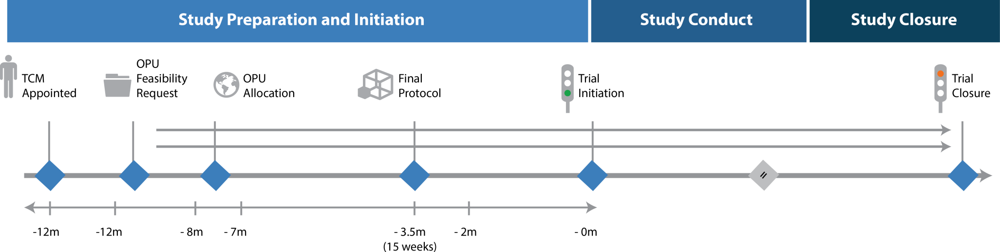 Study Preparation and Initiation
Study Conduct
Study Closure
TCM
Appointed
OPU
Feasibility
Request
OPU
Allocation
Final
Protocol
Trial
Initiation
Trial
Closure
=
-12m
-12m
- 8m
- 7m
- 3.5m
(15 weeks)
- 2m
- 0m